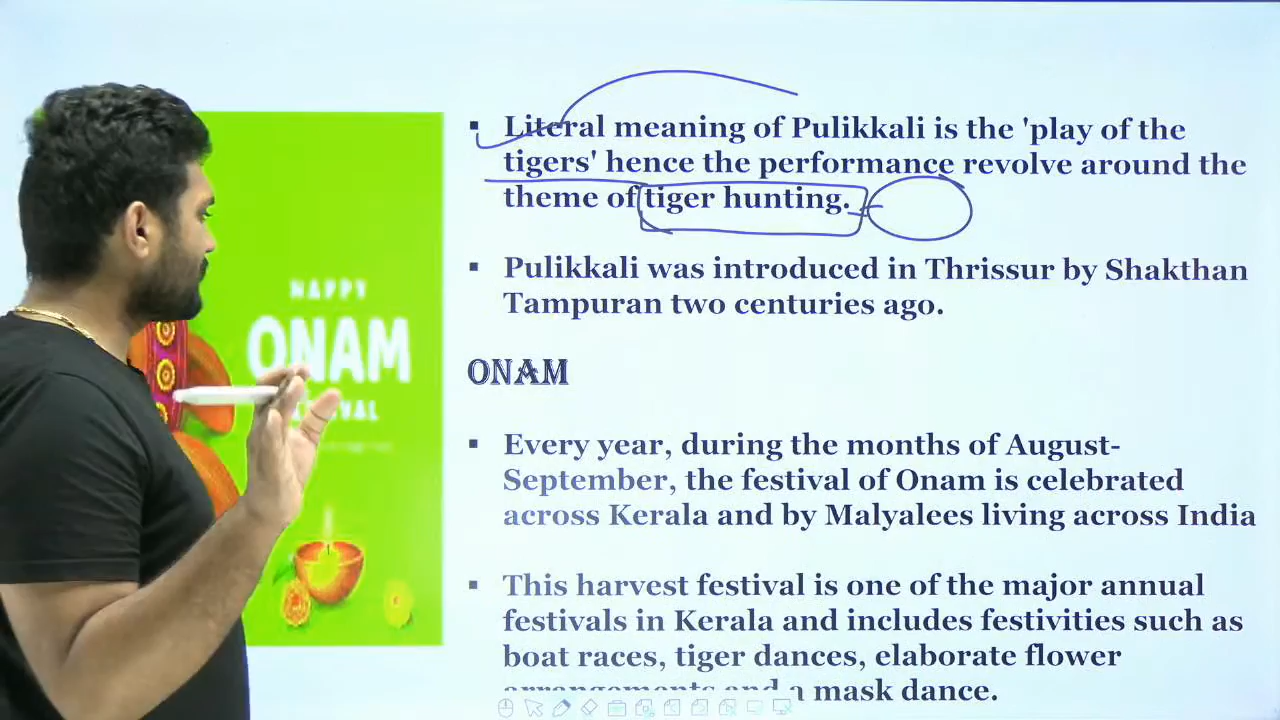 ▪ Literal meaning of Pulikkali is the 'play of the
tigers' hence the performance revolve around the
theme of tiger hunting.
▪ Pulikkali was introduced in Thrissur by Shakthan
Tampuran two centuries ago.
HAPPY
ONAM
ONAM
▪ Every year, during the months of August-
September, the festival of Onam is celebrated
across Kerala and by Malyalees living across India
▪ This harvest festival is one of the major annual
festivals in Kerala and includes festivities such as
boat races, tiger dances, elaborate flower
arrangements and a mask dance.